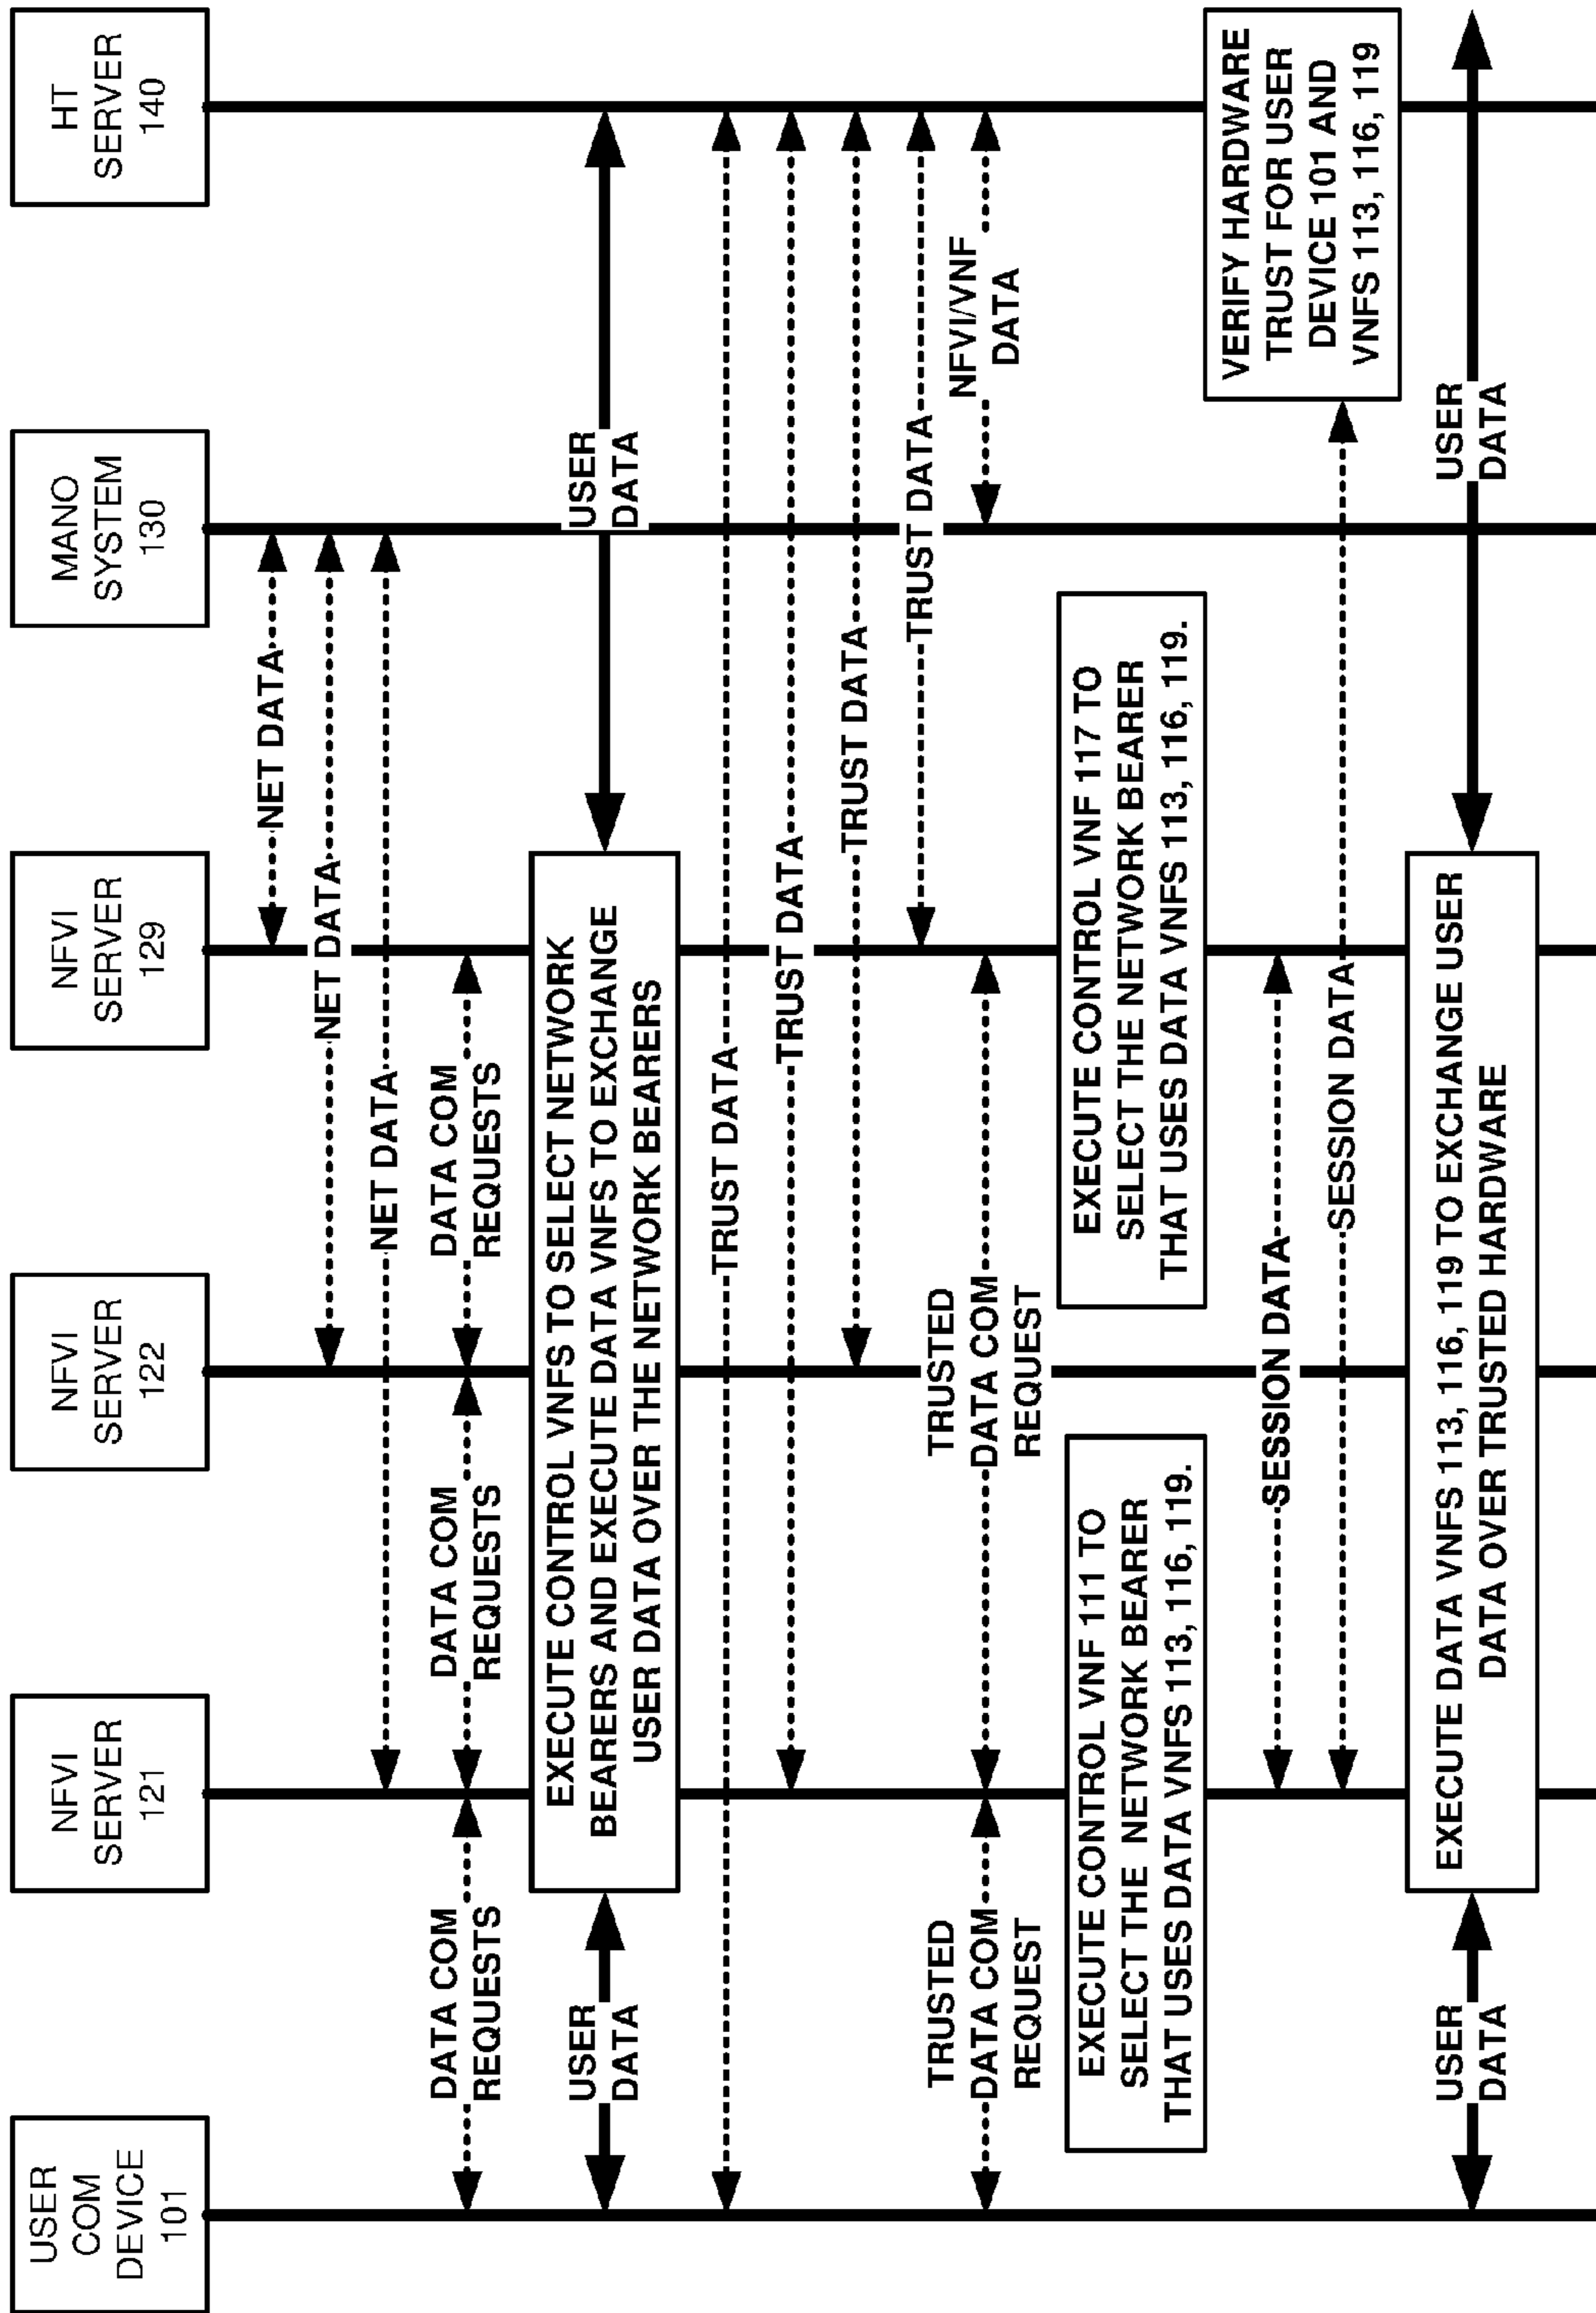 USER
COM
DEVICE
101
NFVI
SERVER
121
NFVI
SERVER
122
NFVI
SERVER
129
MANO
SYSTEM
130
HT
SERVER
140
NET DATA
NET DATA
NET DATA
DATA COM
REQUESTS
DATA COM
REQUESTS
DATA COM
REQUESTS
USER
DATA
EXECUTE CONTROL VNFS TO SELECT NETWORK
BEARERS AND EXECUTE DATA VNFS TO EXCHANGE
USER DATA OVER THE NETWORK BEARERS
USER
DATA
TRUST DATA
TRUST DATA
TRUST DATA
TRUST DATA
TRUSTED
DATA COM
REQUEST
TRUSTED
DATA COM
REQUEST
NFVI/VNF
DATA
EXECUTE CONTROL VNF 111 TO
SELECT THE NETWORK BEARER
THAT USES DATA VNFS 113, 116, 119.
EXECUTE CONTROL VNF 117 TO
SELECT THE NETWORK BEARER
THAT USES DATA VNFS 113, 116, 119.
SESSION DATA
SESSION DATA
VERIFY HARDWARE
TRUST FOR USER
DEVICE 101 AND
VNFS 113, 116, 119
USER
DATA
EXECUTE DATA VNFS 113, 116, 119 TO EXCHANGE USER
DATA OVER TRUSTED HARDWARE
USER
DATA